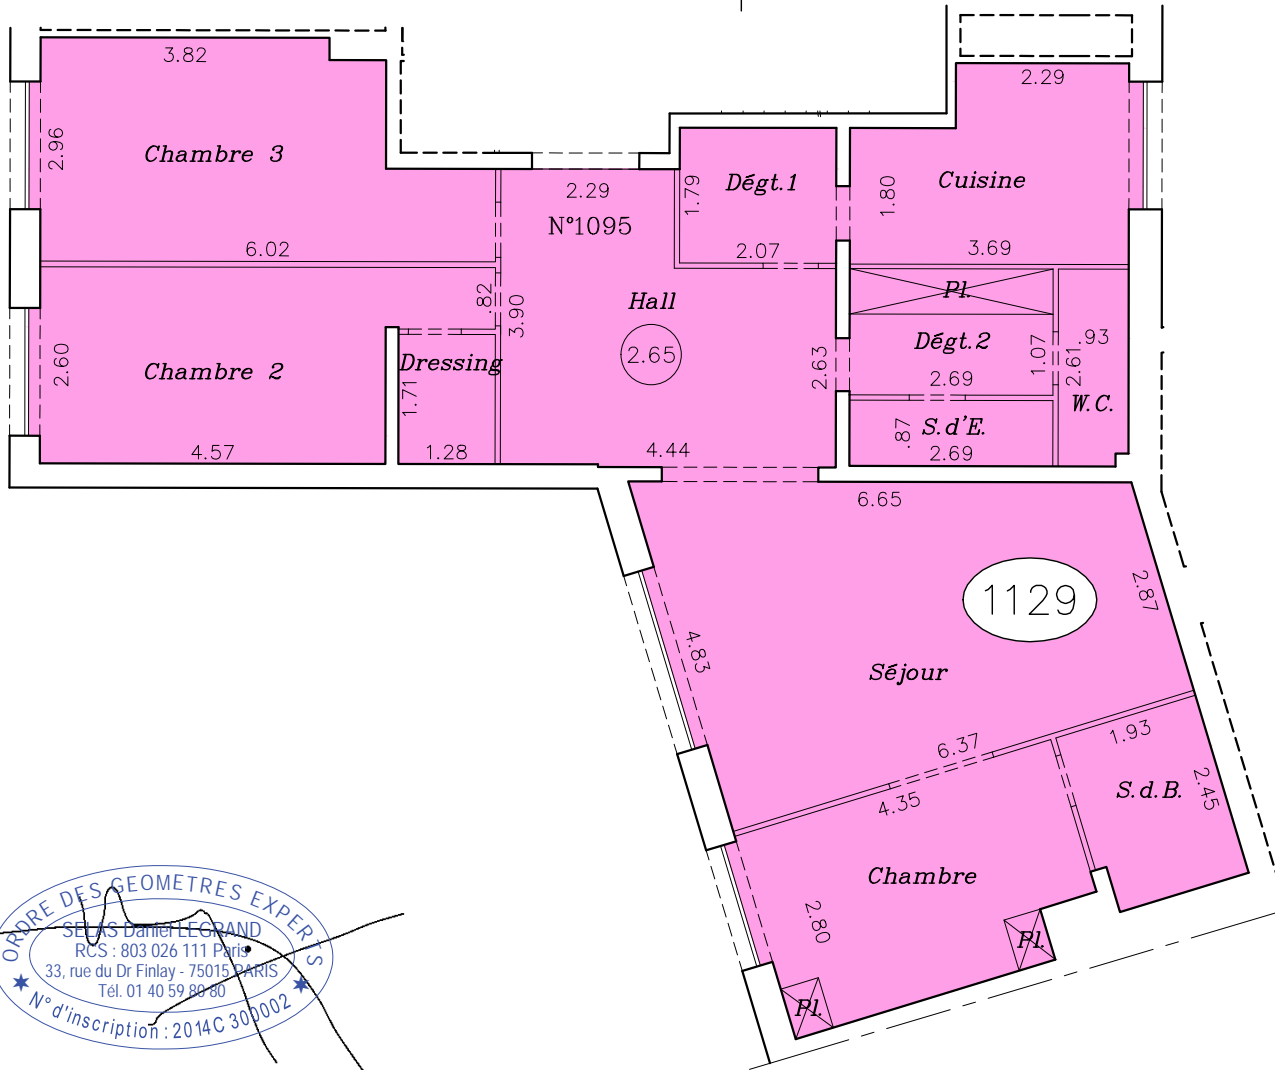 3.82
2.29
2.96
Chambre 3
Dégt.1
Cuisine
1.79
1.80
2.29
N°1095
6.02
2.07
3.69
.82
3.90
Hall
Pl.
2.65
2.60
Chambre 2
Dressing
2.63
Dégt.2
1.07
2.61
.93
2.69
1.71
W.C.
.87
S.d'E.
4.57
1.28
4.44
2.69
6.65
1129
2.87
4.83
Séjour
6.37
1.93
4.35
S.d.B.
2.45
Chambre
2.80
Pl.
Pl.
ORDRE DES GEOMETRES EXPERTS
SELAS Daniel LEGRAND
RCS : 803 026 111 Paris
33, rue du Dr Finlay - 75015 PARIS
Tél. 01 40 59 80 80
N° d'inscription : 2014C 300002